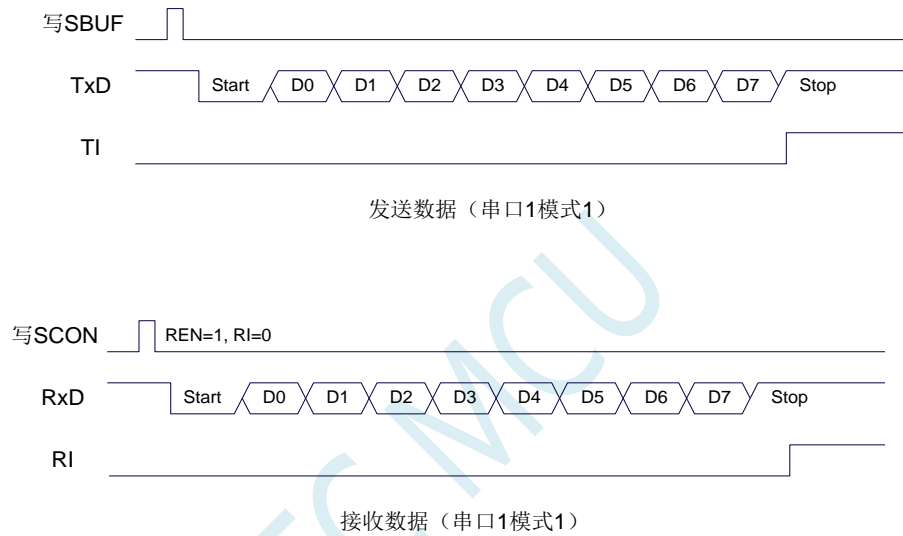 写SBUF
TxD Start D0 D1 D2 D3 D4 D5 D6 D7 Stop
TI
发送数据（串口1模式1）
写SCON REN=1, RI=0
RxD Start D0 D1 D2 D3 D4 D5 D6 D7 Stop
RI
接收数据（串口1模式1）
MCU